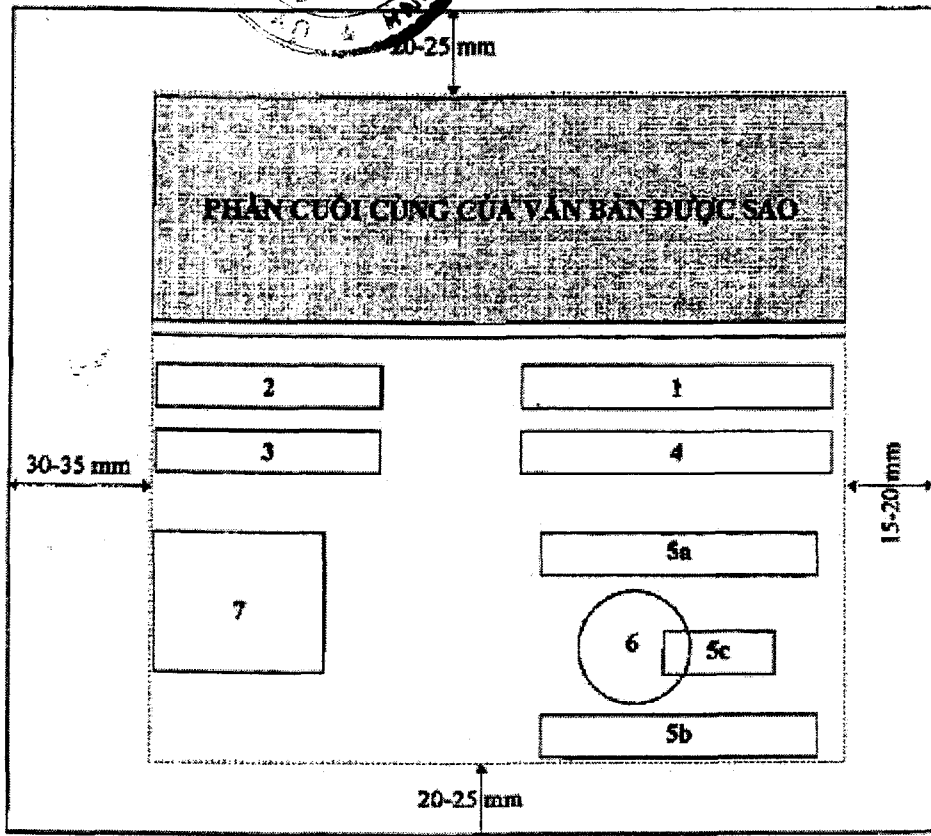 20-25 mm
PHẦN CUỐI CÙNG CỦA VĂN BẢN ĐƯỢC SAO
2
1
3
4
30-35 mm
15-20 mm
5a
7
6
5c
5b
20-25 mm